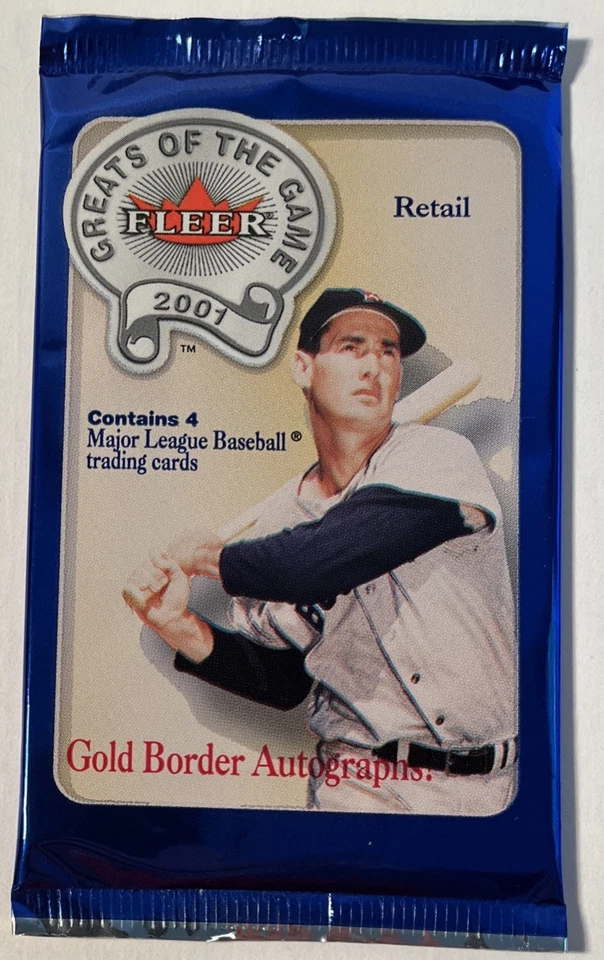 GREATS OF THE GAME
FLEER
2001
TM
Retail
Contains 4
Major League Baseball®
trading cards
Gold Border Autographs!